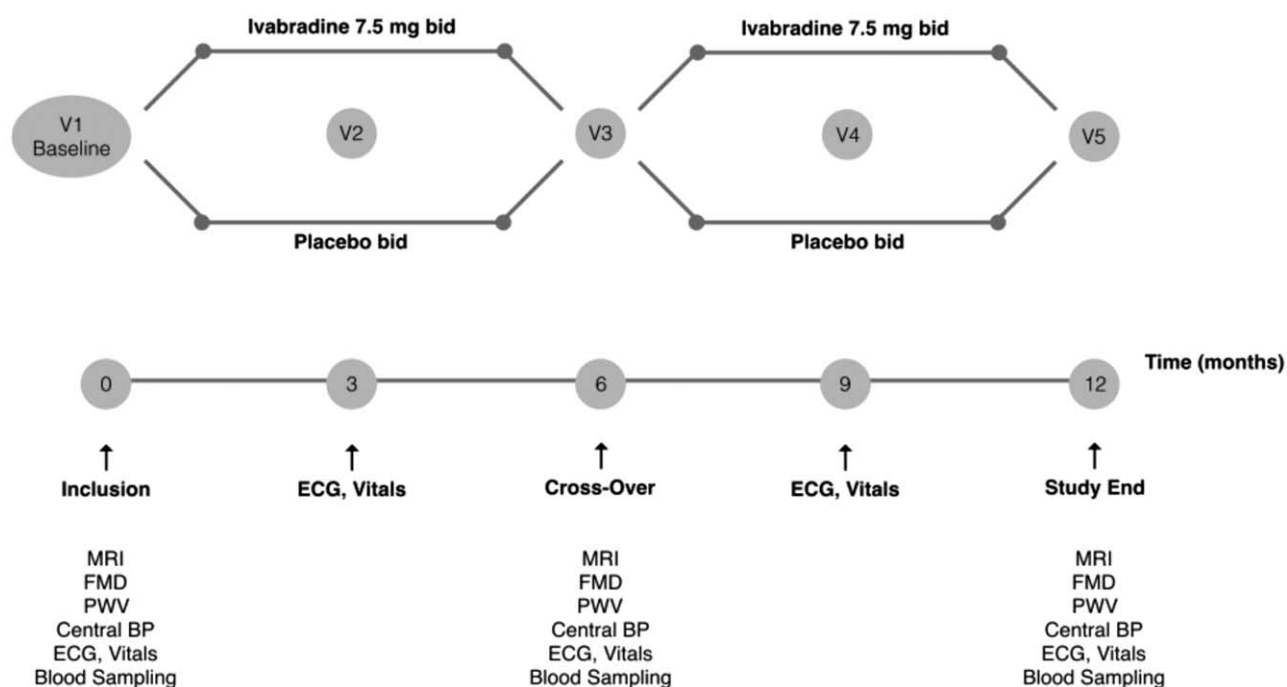 Ivabradine 7.5 mg bid
Ivabradine 7.5 mg bid
V1
Baseline
V2
V3
V4
V5
Placebo bid
Placebo bid
Time (months)
0
3
6
9
12
Inclusion
ECG, Vitals
Cross-Over
ECG, Vitals
Study End
MRI
FMD
PWV
Central BP
ECG, Vitals
Blood Sampling
MRI
FMD
PWV
Central BP
ECG, Vitals
Blood Sampling
MRI
FMD
PWV
Central BP
ECG, Vitals
Blood Sampling